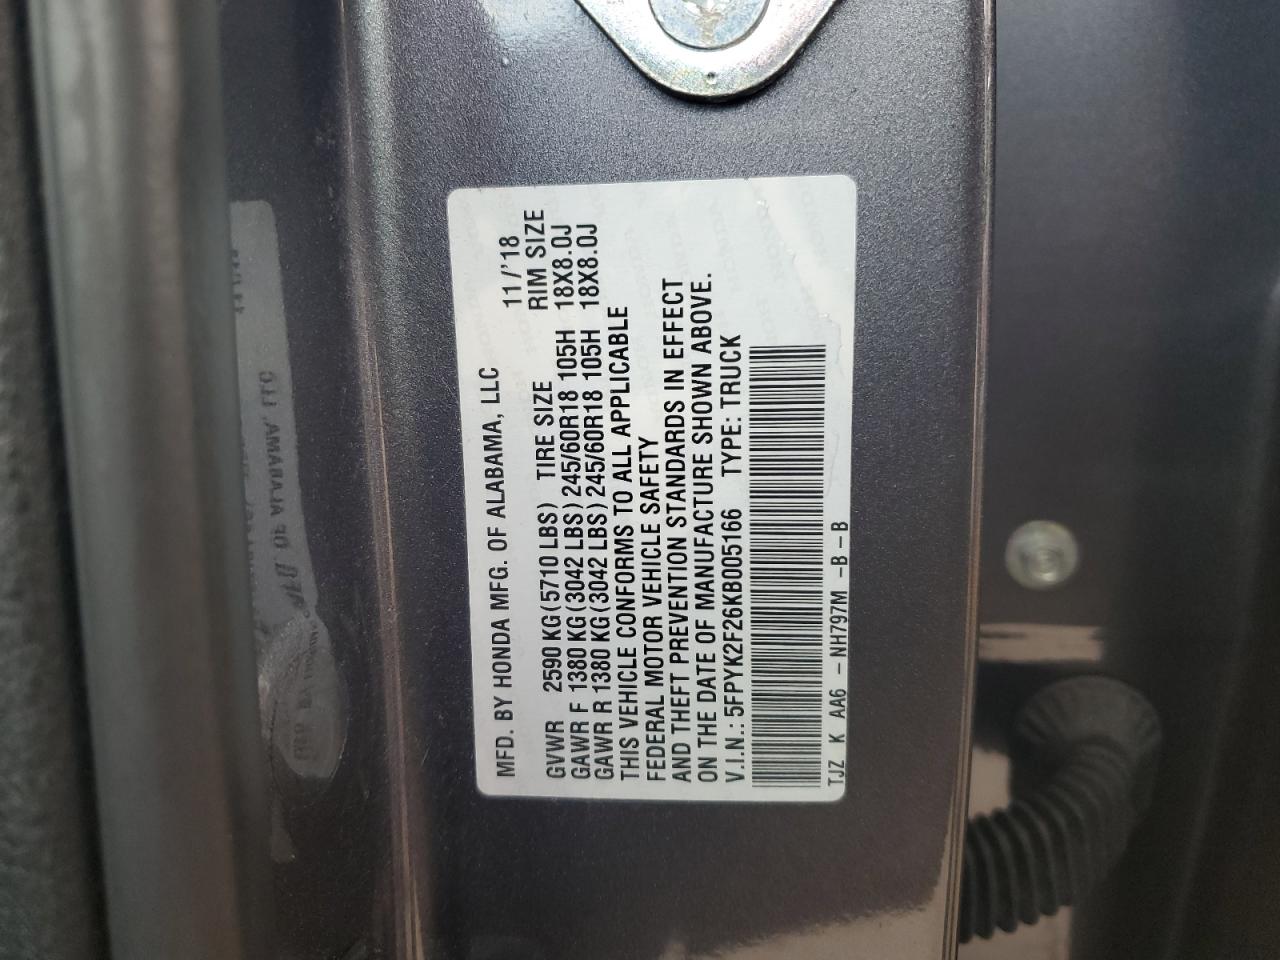 MFD. BY HONDA MFG. OF ALABAMA, LLC 11/'18
GVWR 2590 KG(5710 LBS) TIRE SIZE RIM SIZE
GAWR F 1380 KG(3042 LBS) 245/60R18 105H 18X8.0J
GAWR R 1380 KG(3042 LBS) 245/60R18 105H 18X8.0J
THIS VEHICLE CONFORMS TO ALL APPLICABLE
FEDERAL MOTOR VEHICLE SAFETY
AND THEFT PREVENTION STANDARDS IN EFFECT
ON THE DATE OF MANUFACTURE SHOWN ABOVE.
V.I.N.: 5FPYK2F26KB005166 TYPE: TRUCK
TJZ K AA6 -NH797M -B -B